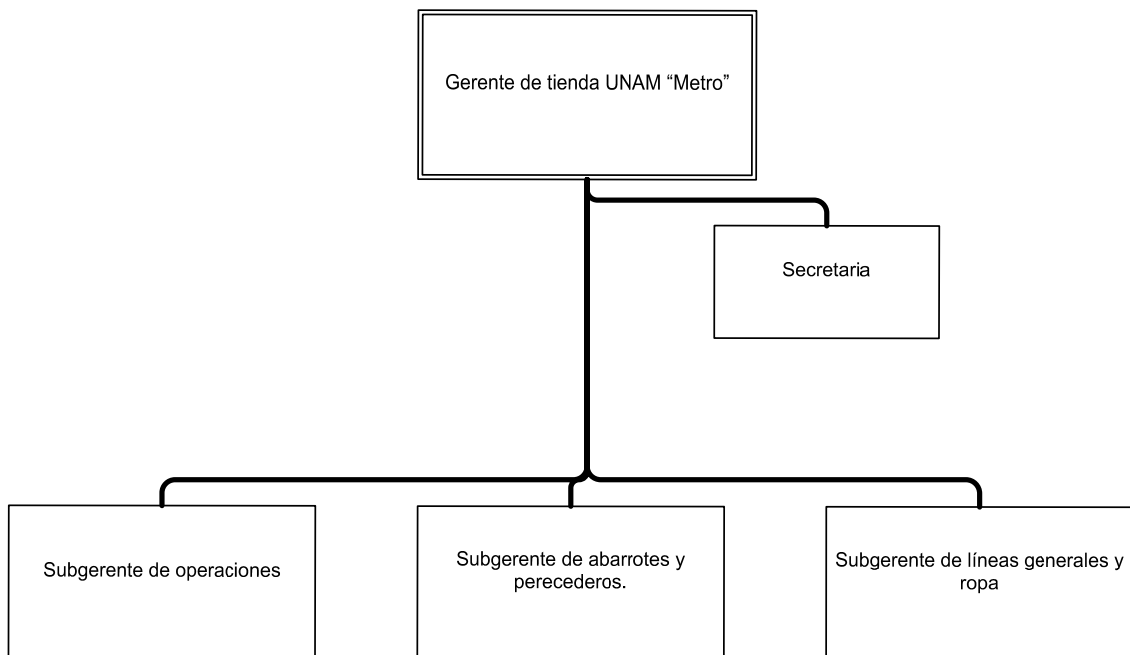 Gerente de tienda UNAM “Metro”
Secretaria
Subgerente de operaciones
Subgerente de abarrotes y
perecederos.
Subgerente de líneas generales y
ropa